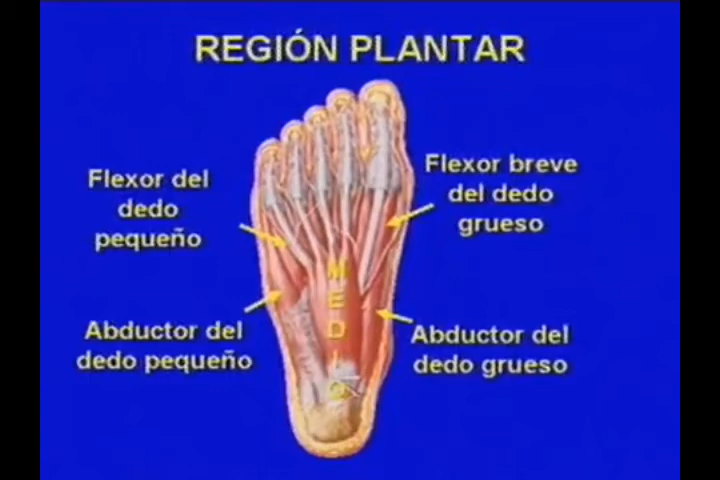 REGIÓN PLANTAR
Flexor del
dedo
pequeño
Flexor breve
del dedo
grueso
MEDIO
Abductor del
dedo pequeño
Abductor del
dedo grueso